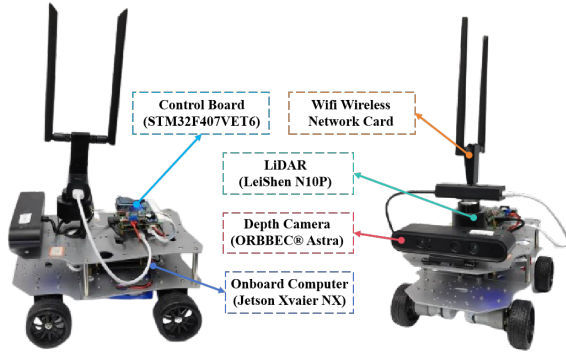 Control Board
(STM32F407VET6)
Wifi Wireless
Network Card
LiDAR
(LeiShen N10P)
Depth Camera
(ORBBEC® Astra)
Onboard Computer
(Jetson Xvaier NX)